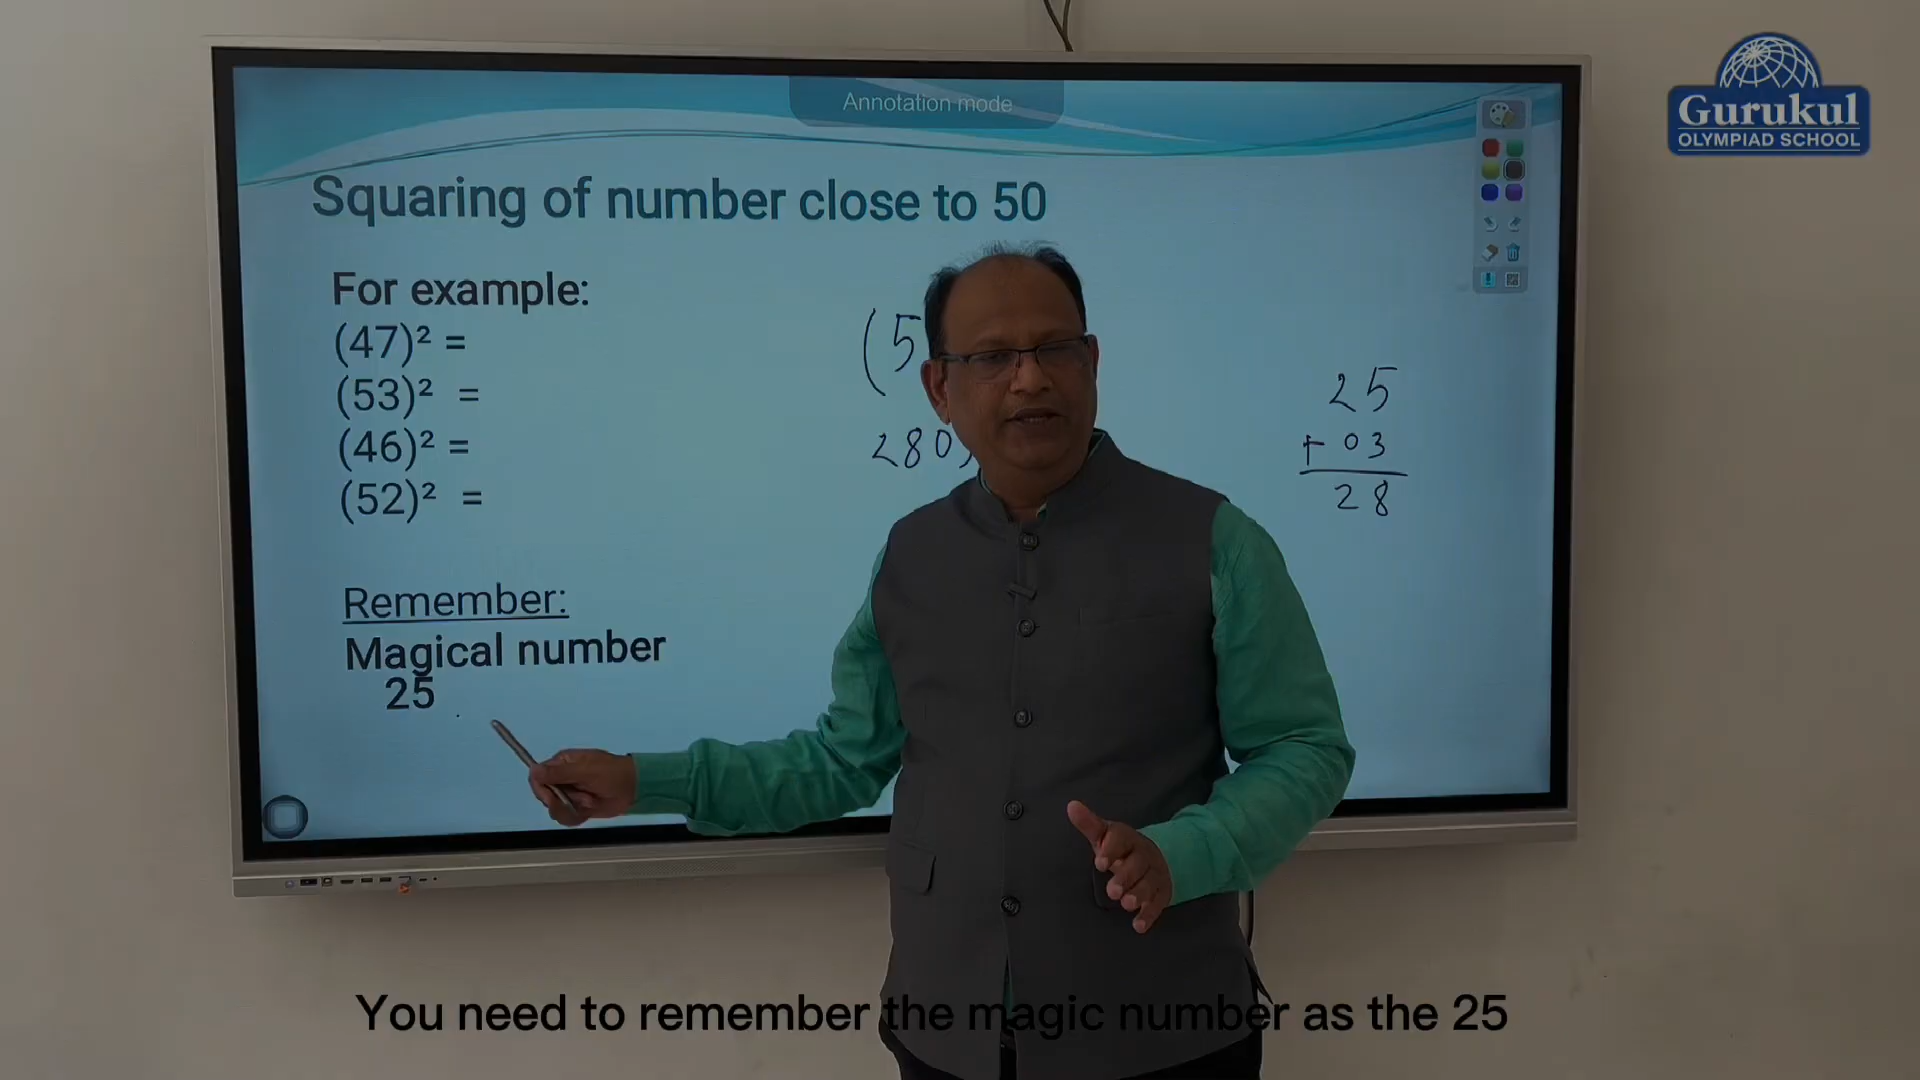 Annotation mode
Gurukul
OLYMPIAD SCHOOL
Squaring of number close to 50
For example:
(47)² =
(53)² =
(46)² =
(52)² =
(5
280
25
+ 03
28
Remember:
Magical number
25
You need to remember the magic number as the 25